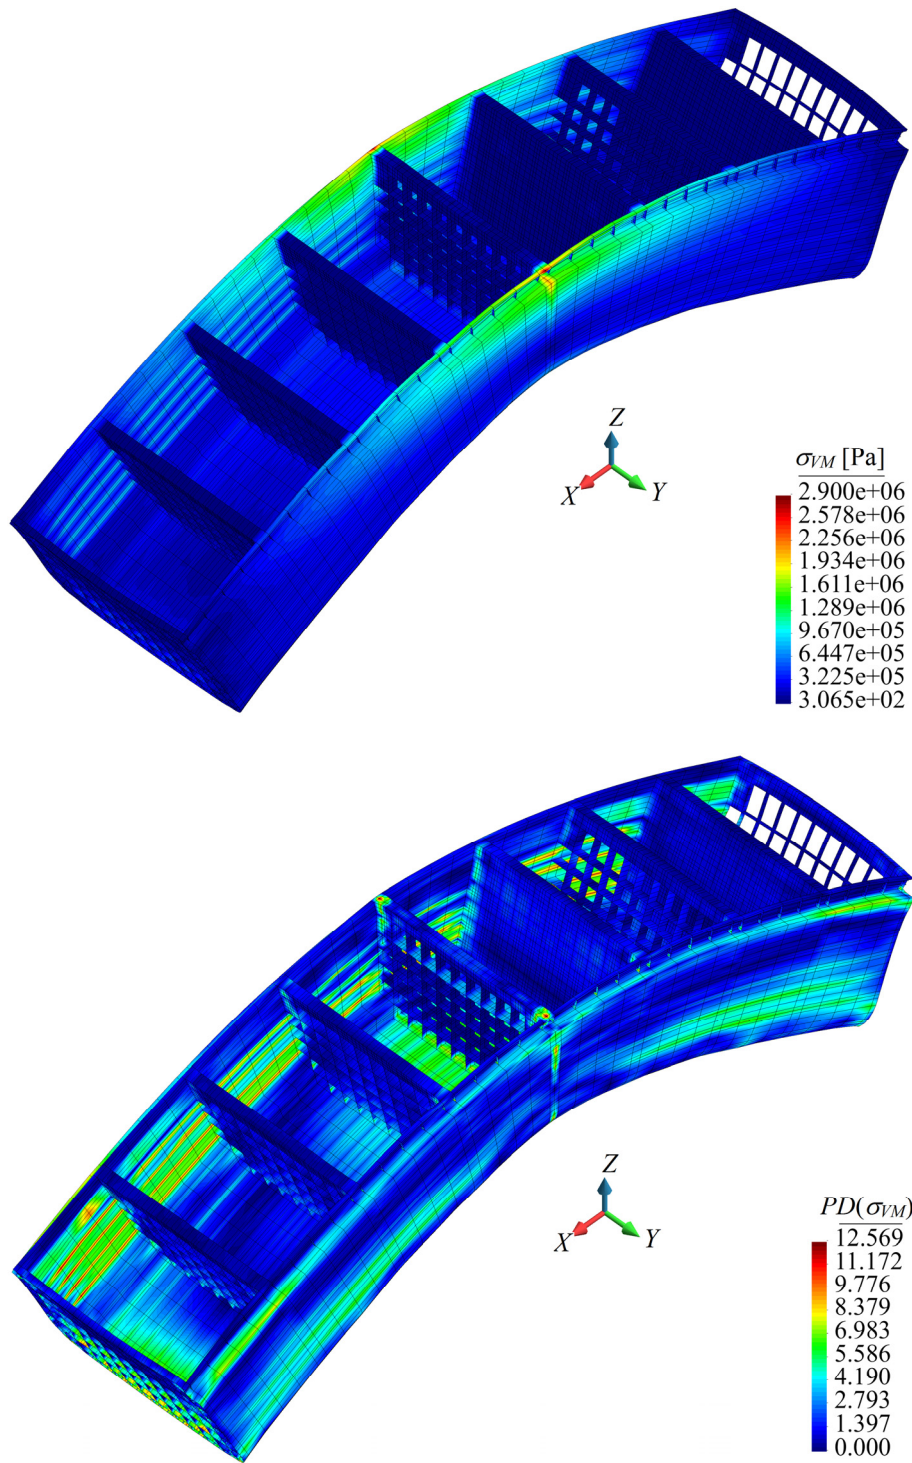 Z
X
Y
σVM [Pa]
2.900e+06
2.578e+06
2.256e+06
1.934e+06
1.611e+06
1.289e+06
9.670e+05
6.447e+05
3.225e+05
3.065e+02
Z
X
Y
PD(σVM)
12.569
11.172
9.776
8.379
6.983
5.586
4.190
2.793
1.397
0.000